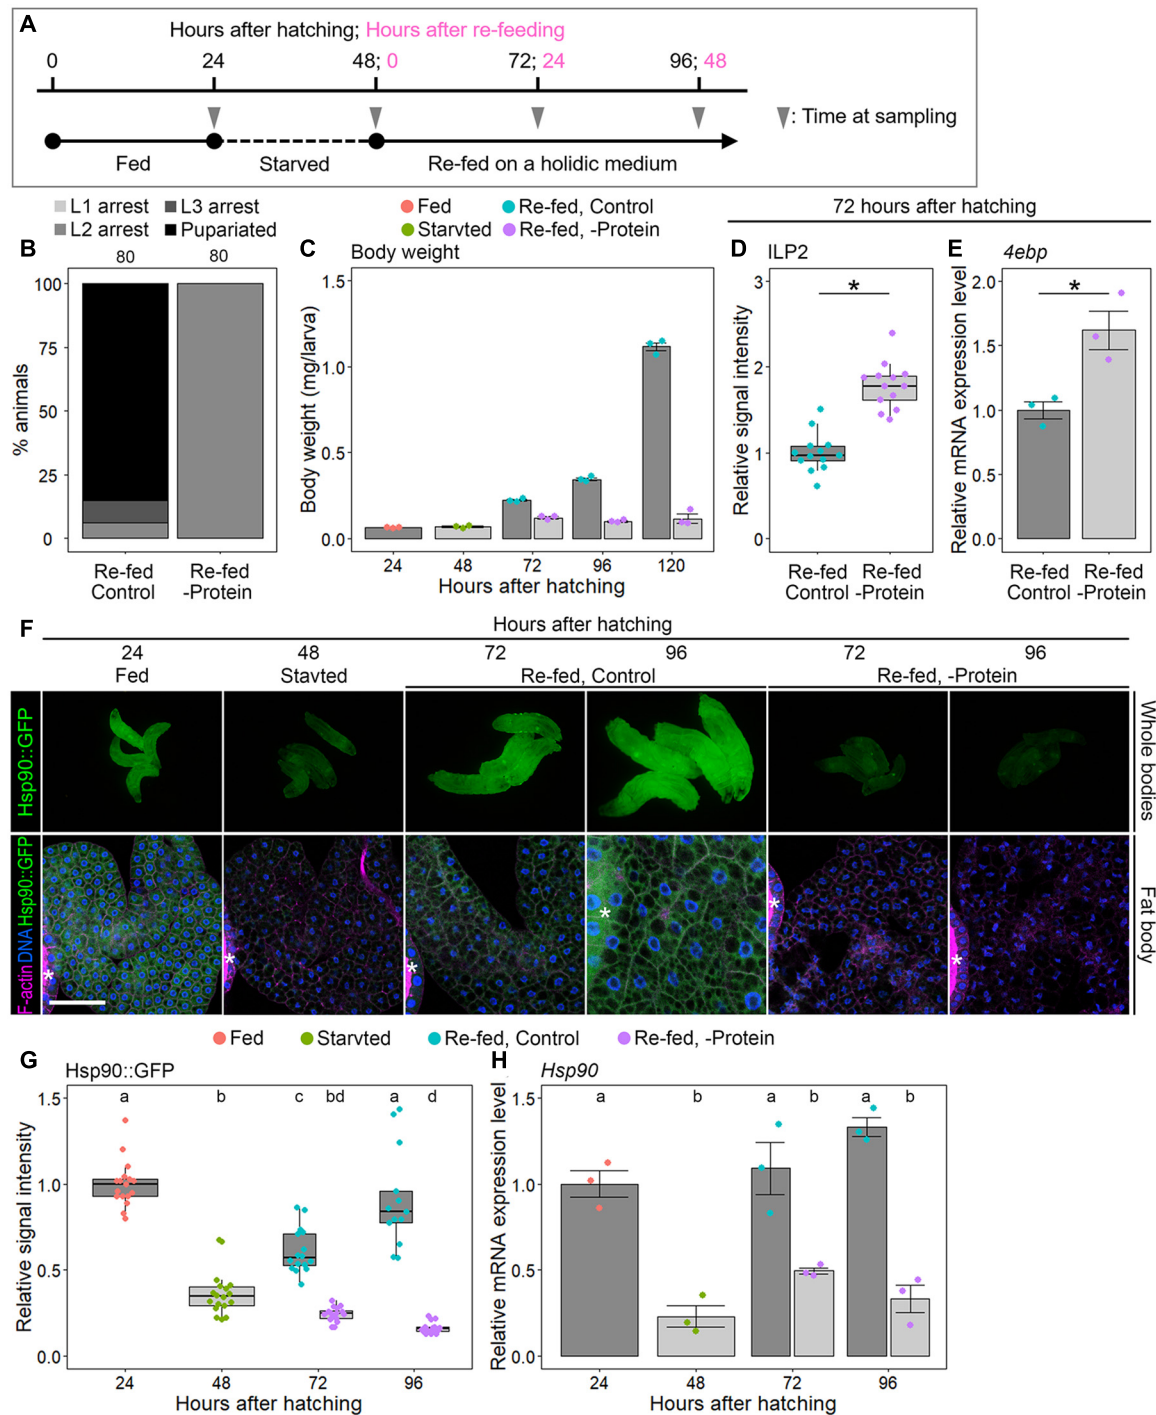 A
Hours after hatching; Hours after re-feeding
0 24 48; 0 72; 24 96; 48
: Time at sampling
Fed Starved Re-fed on a holidic medium
L1 arrest L3 arrest
L2 arrest Pupariated
Fed Re-fed, Control
Starvted Re-fed, -Protein
72 hours after hatching
B
80 80
% animals
100
75
50
25
0
Re-fed Control
Re-fed -Protein
C Body weight
Body weight (mg/larva)
1.5
1.0
0.5
0.0
24 48 72 96 120
Hours after hatching
D ILP2
Relative signal intensity
3
2
1
0
*
Re-fed Control
Re-fed -Protein
E 4ebp
Relative mRNA expression level
2.0
1.5
1.0
0.5
0.0
*
Re-fed Control
Re-fed -Protein
F
Hours after hatching
24 48 72 96 72 96
Fed Stavted Re-fed, Control Re-fed, -Protein
Hsp90::GFP
Whole bodies
F-actin DNA Hsp90::GFP
Fat body
* * * * * *
Fed Starvted Re-fed, Control Re-fed, -Protein
G Hsp90::GFP
Relative signal intensity
1.5
1.0
0.5
0.0
a b c bd a d
24 48 72 96
Hours after hatching
H Hsp90
Relative mRNA expression level
1.5
1.0
0.5
0.0
a b a b a b
24 48 72 96
Hours after hatching